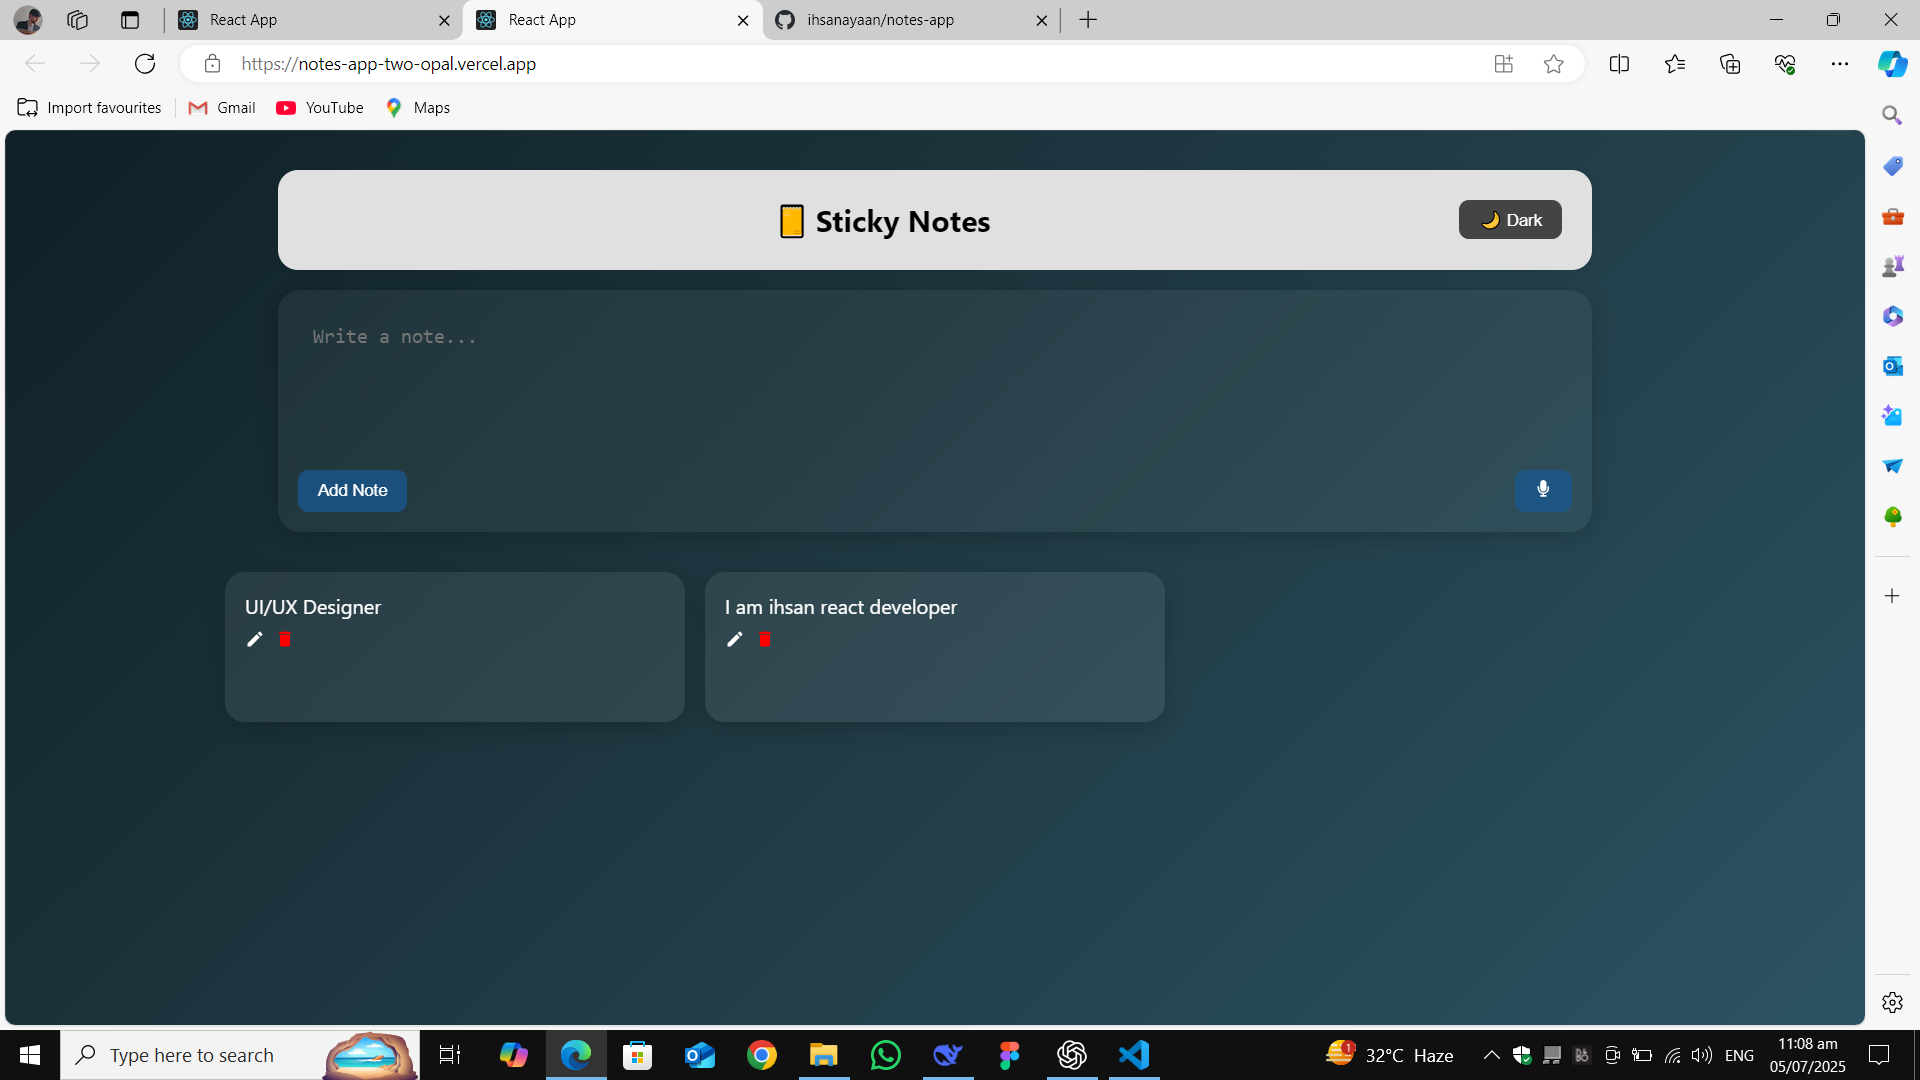 React App
React App
ihsanayaan/notes-app
https://notes-app-two-opal.vercel.app
Import favourites
Gmail
YouTube
Maps
Sticky Notes
Dark
Write a note...
Add Note
UI/UX Designer
I am ihsan react developer
Type here to search
1
32°C Haze
ENG
11:08 am
05/07/2025